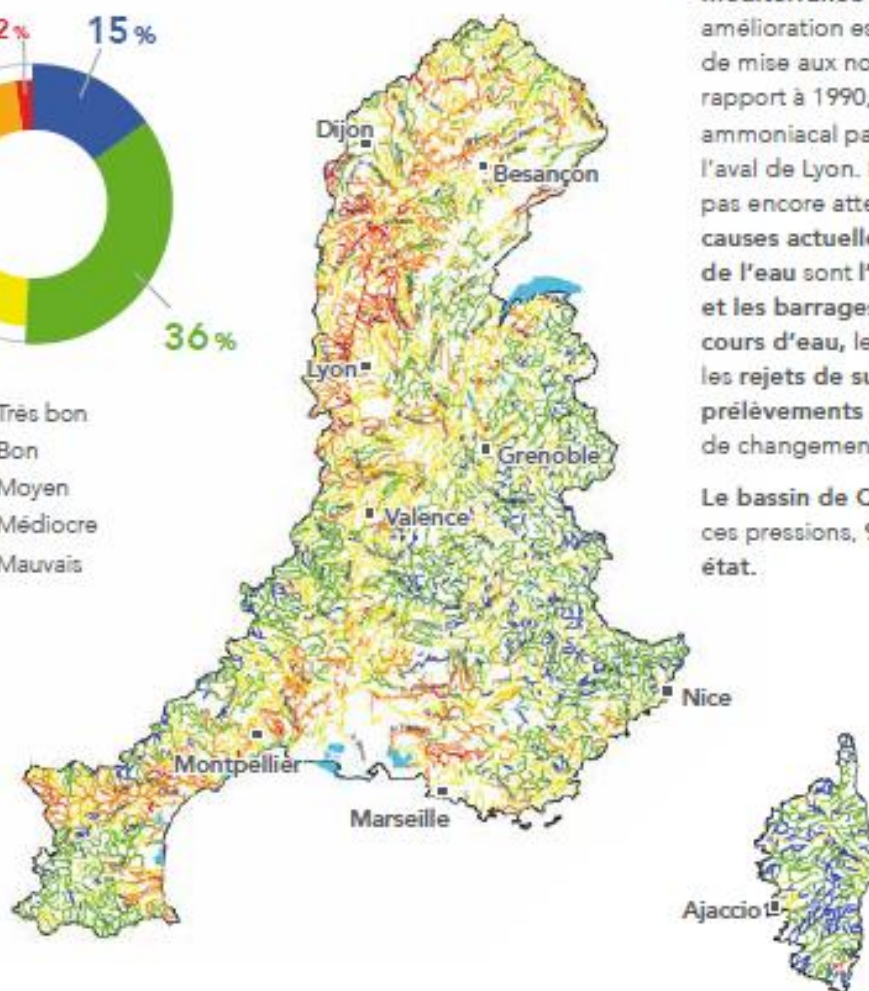 2%
15%
36%
Très bon
Bon
Moyen
Médiocre
Mauvais
Dijon
Besançon
Lyon
Grenoble
Valence
Nice
Montpellier
Marseille
Ajaccio
amélioration es
de mise aux no
rapport à 1990,
ammoniacal pa
l'aval de Lyon.
pas encore atte
causes actuelle
de l'eau sont l'
et les barrages
cours d'eau, le
les rejets de su
prélèvements
de changemen
Le bassin de C
ces pressions, 9
état.